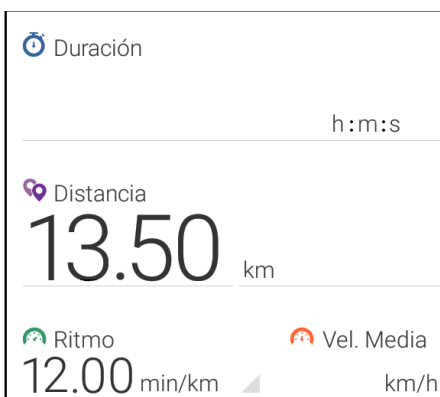 Duración
h:m:s
Distancia
13.50 km
Ritmo Vel. Media
12.00 min/km km/h